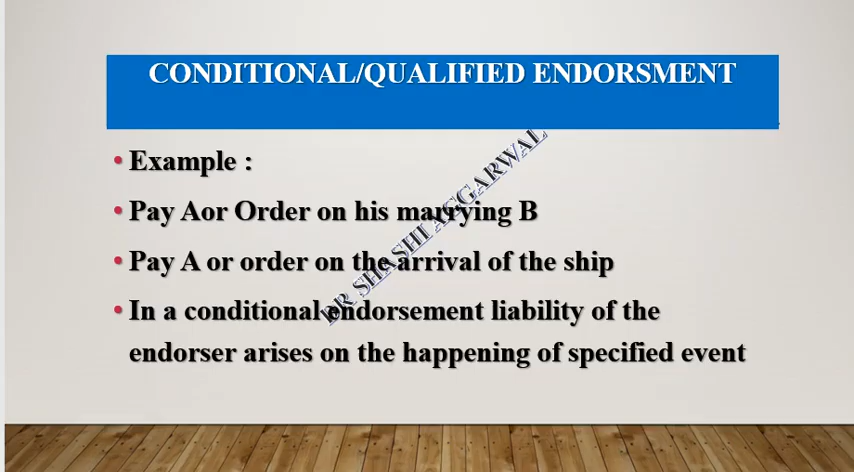 CONDITIONAL/QUALIFIED ENDORSMENT
• Example :
• Pay Aor Order on his marrying B
• Pay A or order on the arrival of the ship
• In a conditional endorsement liability of the
endorser arises on the happening of specified event
DR SHASHI AGGARWAL